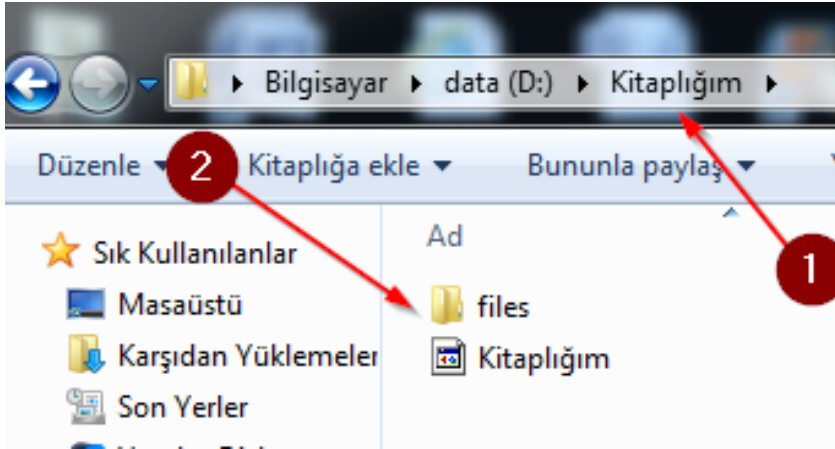 Bilgisayar data (D:) Kitaplığım
Düzenle 2 Kitaplığa ekle Bununla paylaş
Ad
1
Sık Kullanılanlar
Masaüstü
Karşıdan Yüklemeler
Son Yerler
files
Kitaplığım